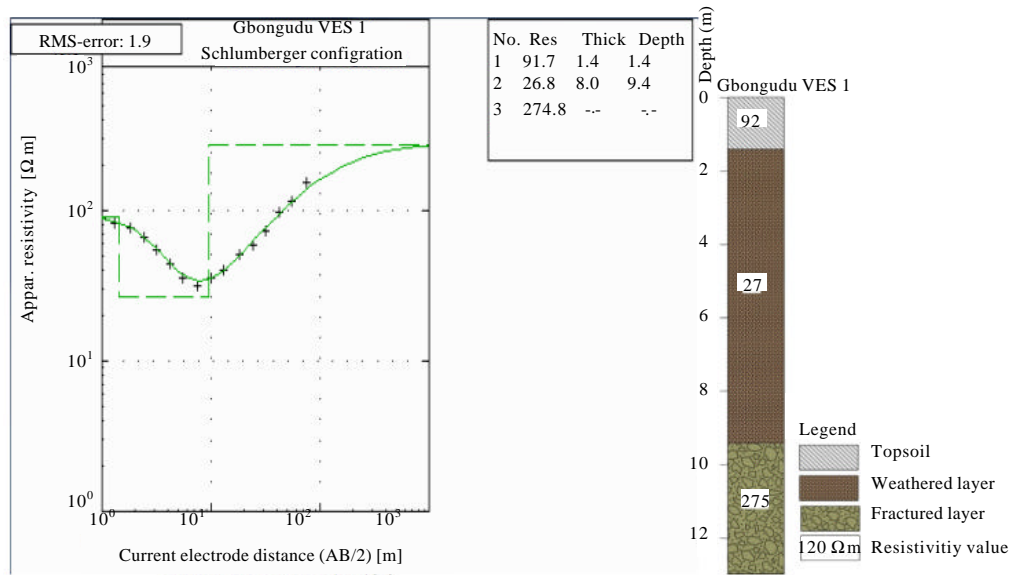 RMS-error: 1.9
Gbongudu VES 1
Schlumberger configration
Appar. resistivity [Ω m]
10³
10²
10¹
10⁰
10⁰ 10¹ 10² 10³
Current electrode distance (AB/2) [m]
No. Res Thick Depth
1 91.7 1.4 1.4
2 26.8 8.0 9.4
3 274.8 -.- -.-
Depth (m)
Gbongudu VES 1
0
2
4
6
8
10
12
92
27
275
Legend
Topsoil
Weathered layer
Fractured layer
120 Ω m Resistivitiy value